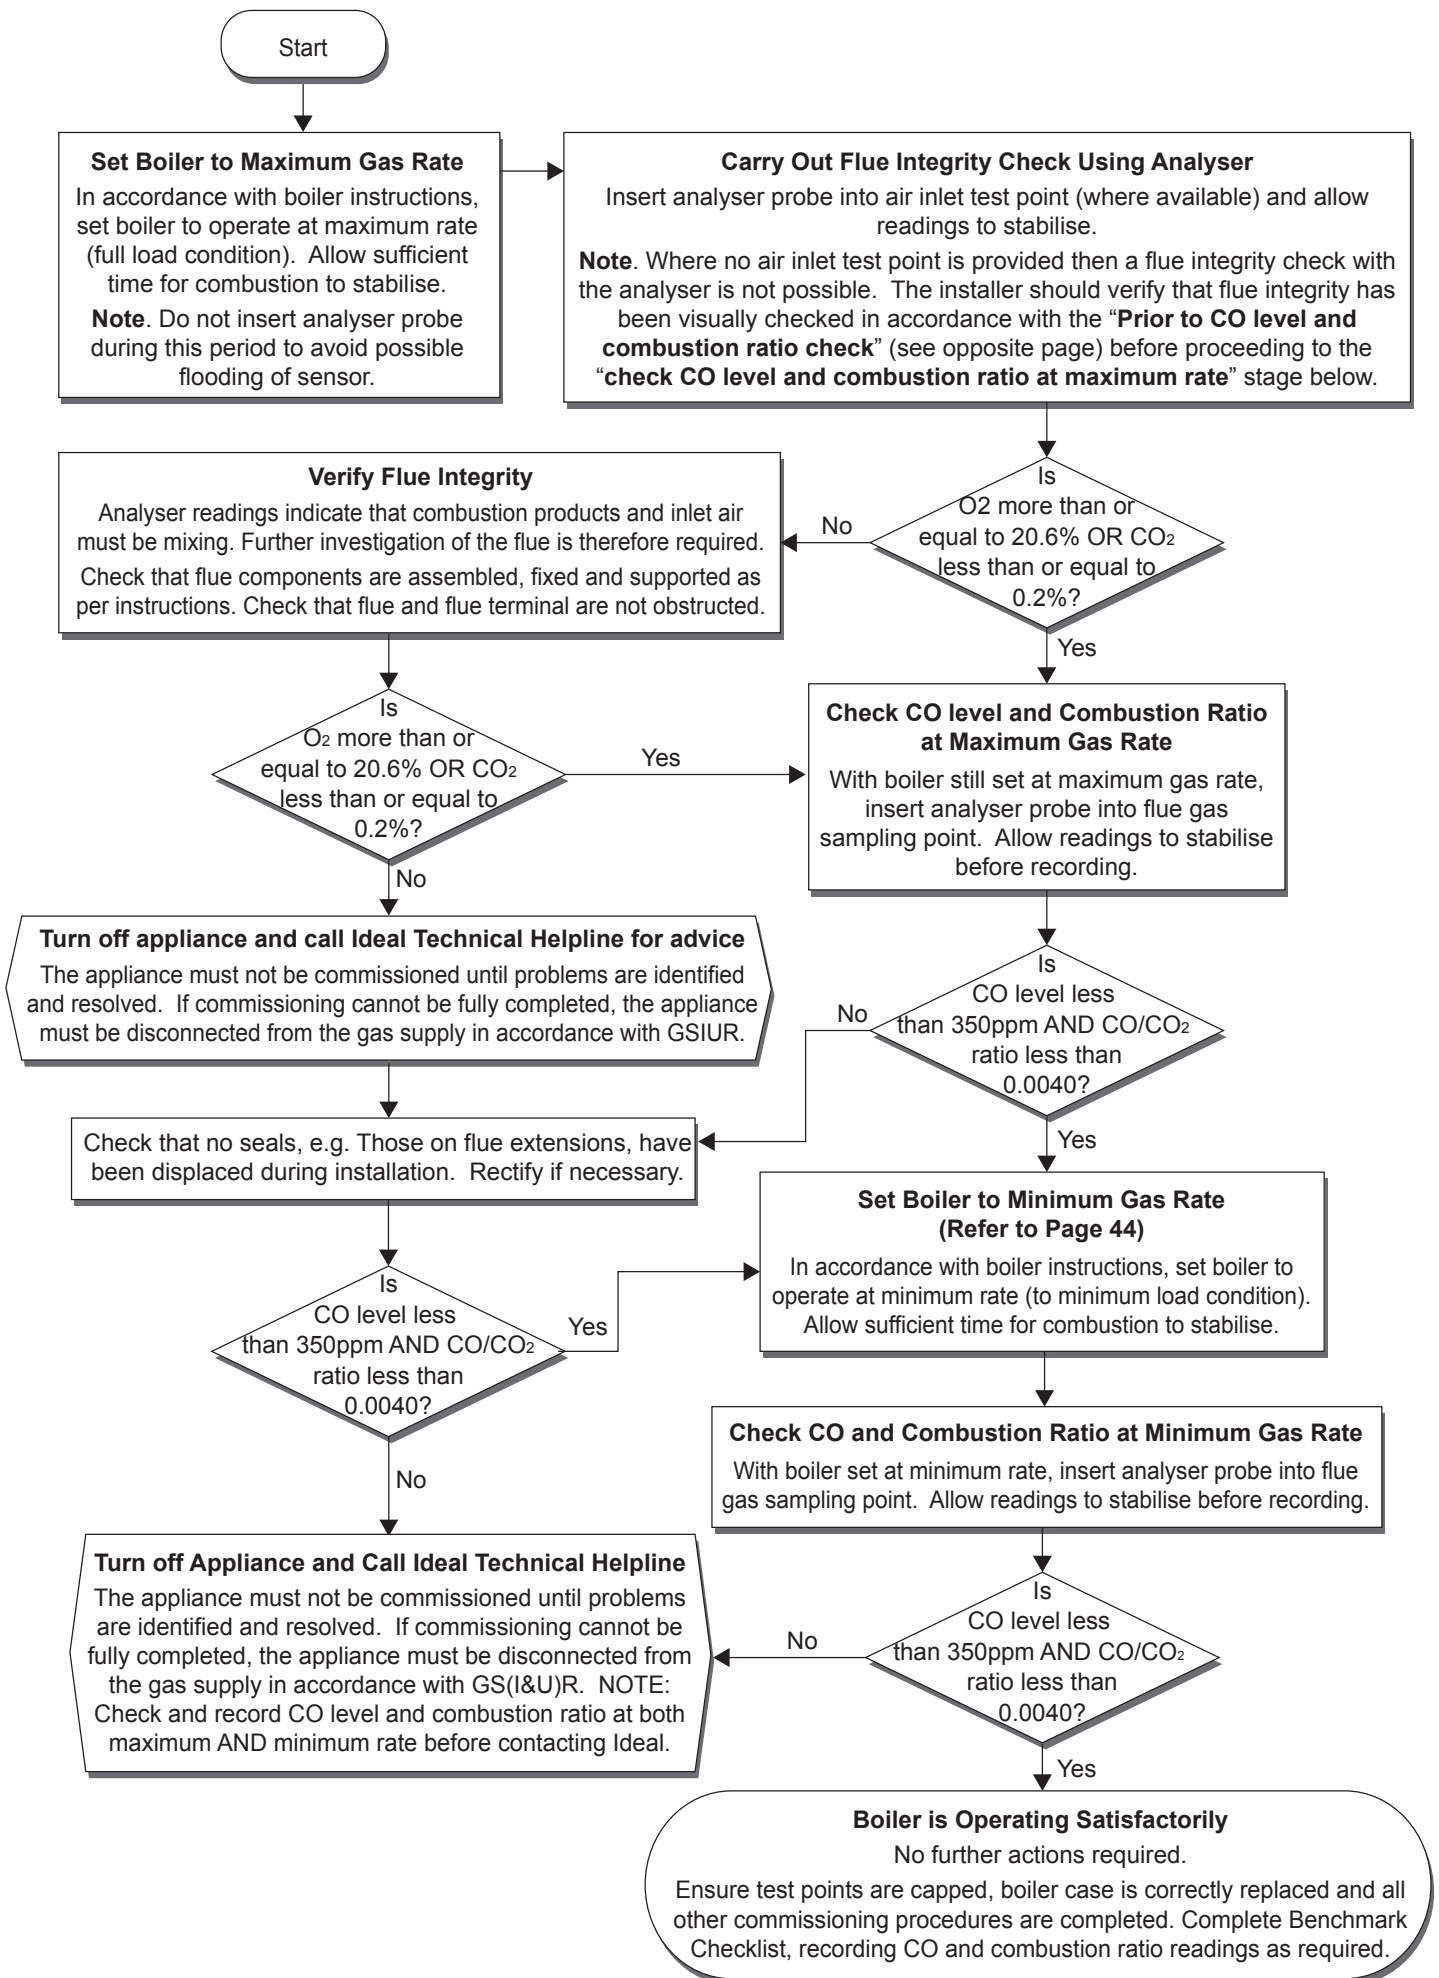 Start
Set Boiler to Maximum Gas Rate
In accordance with boiler instructions,
set boiler to operate at maximum rate
(full load condition).  Allow sufficient
time for combustion to stabilise.
Note. Do not insert analyser probe
during this period to avoid possible
flooding of sensor.
Carry Out Flue Integrity Check Using Analyser
Insert analyser probe into air inlet test point (where available) and allow
readings to stabilise.
Note. Where no air inlet test point is provided then a flue integrity check with
the analyser is not possible.  The installer should verify that flue integrity has
been visually checked in accordance with the “Prior to CO level and
combustion ratio check” (see opposite page) before proceeding to the
“check CO level and combustion ratio at maximum rate” stage below.
Is
O2 more than or
equal to 20.6% OR CO2
less than or equal to
0.2%?
No
Yes
Verify Flue Integrity
Analyser readings indicate that combustion products and inlet air
must be mixing. Further investigation of the flue is therefore required.
Check that flue components are assembled, fixed and supported as
per instructions. Check that flue and flue terminal are not obstructed.
Is
O2 more than or
equal to 20.6% OR CO2
less than or equal to
0.2%?
Yes
No
Check CO level and Combustion Ratio
at Maximum Gas Rate
With boiler still set at maximum gas rate,
insert analyser probe into flue gas
sampling point.  Allow readings to stabilise
before recording.
Turn off appliance and call Ideal Technical Helpline for advice
The appliance must not be commissioned until problems are identified
and resolved.  If commissioning cannot be fully completed, the appliance
must be disconnected from the gas supply in accordance with GSIUR.
Is
CO level less
than 350ppm AND CO/CO2
ratio less than
0.0040?
No
Yes
Check that no seals, e.g. Those on flue extensions, have
been displaced during installation.  Rectify if necessary.
Set Boiler to Minimum Gas Rate
(Refer to Page 44)
In accordance with boiler instructions, set boiler to
operate at minimum rate (to minimum load condition).
Allow sufficient time for combustion to stabilise.
Is
CO level less
than 350ppm AND CO/CO2
ratio less than
0.0040?
Yes
No
Check CO and Combustion Ratio at Minimum Gas Rate
With boiler set at minimum rate, insert analyser probe into flue
gas sampling point.  Allow readings to stabilise before recording.
Turn off Appliance and Call Ideal Technical Helpline
The appliance must not be commissioned until problems
are identified and resolved.  If commissioning cannot be
fully completed, the appliance must be disconnected from
the gas supply in accordance with GS(I&U)R.  NOTE:
Check and record CO level and combustion ratio at both
maximum AND minimum rate before contacting Ideal.
Is
CO level less
than 350ppm AND CO/CO2
ratio less than
0.0040?
No
Yes
Boiler is Operating Satisfactorily
No further actions required.
Ensure test points are capped, boiler case is correctly replaced and all
other commissioning procedures are completed. Complete Benchmark
Checklist, recording CO and combustion ratio readings as required.